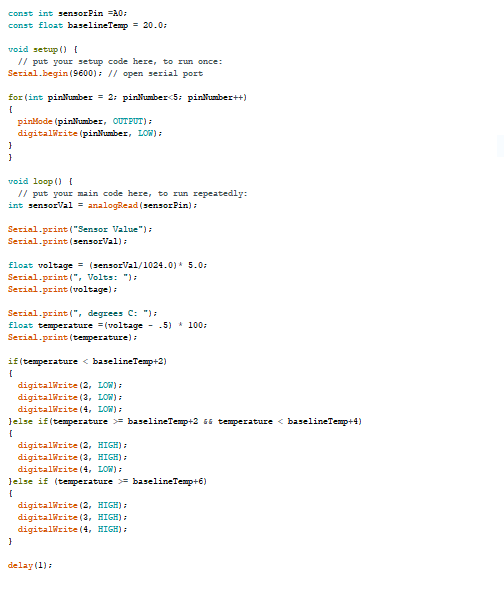 const int sensorPin =A0;
const float baselineTemp = 20.0;
void setup() {
// put your setup code here, to run once:
Serial.begin(9600); // open serial port
for(int pinNumber = 2; pinNumber<5; pinNumber++)
{
pinMode(pinNumber, OUTPUT);
digitalWrite(pinNumber, LOW);
}
}
void loop() {
// put your main code here, to run repeatedly:
int sensorVal = analogRead(sensorPin);
Serial.print("Sensor Value");
Serial.print(sensorVal);
float voltage = (sensorVal/1024.0)* 5.0;
Serial.print(", Volts: ");
Serial.print(voltage);
Serial.print(", degrees C: ");
float temperature =(voltage - .5) * 100;
Serial.print(temperature);
if(temperature < baselineTemp+2)
{
digitalWrite(2, LOW);
digitalWrite(3, LOW);
digitalWrite(4, LOW);
}else if(temperature >= baselineTemp+2 && temperature < baselineTemp+4)
{
digitalWrite(2, HIGH);
digitalWrite(3, HIGH);
digitalWrite(4, LOW);
}else if (temperature >= baselineTemp+6)
{
digitalWrite(2, HIGH);
digitalWrite(3, HIGH);
digitalWrite(4, HIGH);
}
delay(1);